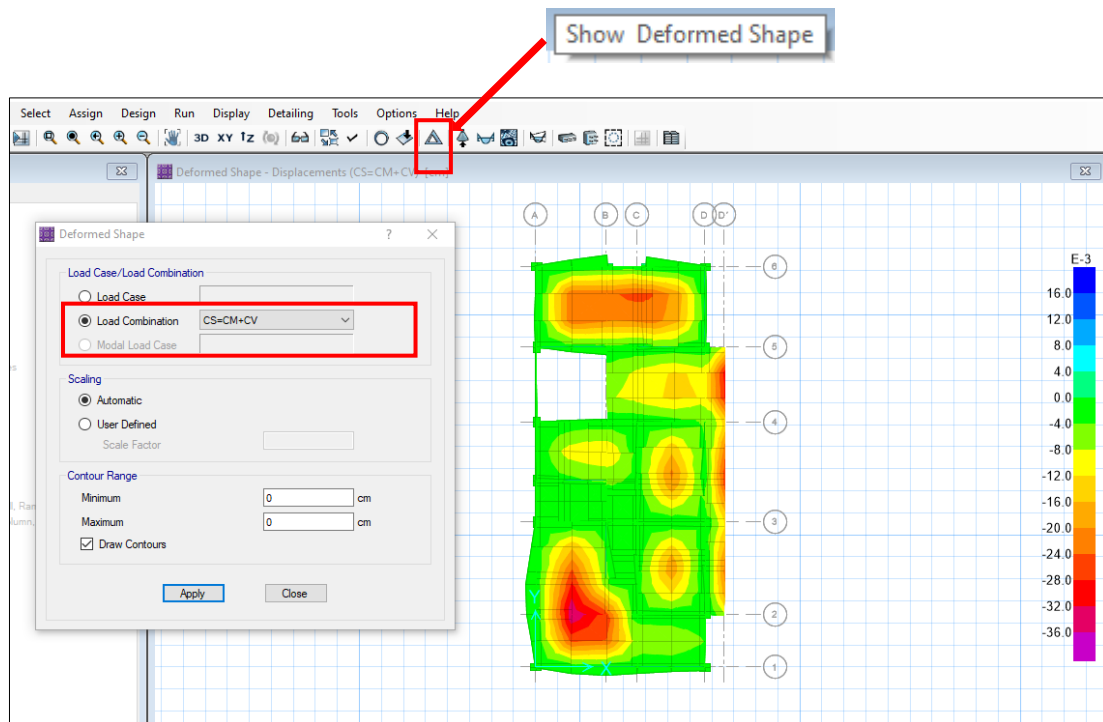 Show Deformed Shape
Select Assign Design Run Display Detailing Tools Options Help
3D XY
Deformed Shape - Displacements (CS=CM+CV) [cm]
Deformed Shape ?
Load Case/Load Combination
Load Case
Load Combination CS=CM+CV
Modal Load Case
Scaling
Automatic
User Defined
Scale Factor
Contour Range
Minimum 0 cm
Maximum 0 cm
Draw Contours
Apply Close
A B C D D'
6
5
4
3
2
1
Y
X
E-3
16.0
12.0
8.0
4.0
0.0
-4.0
-8.0
-12.0
-16.0
-20.0
-24.0
-28.0
-32.0
-36.0